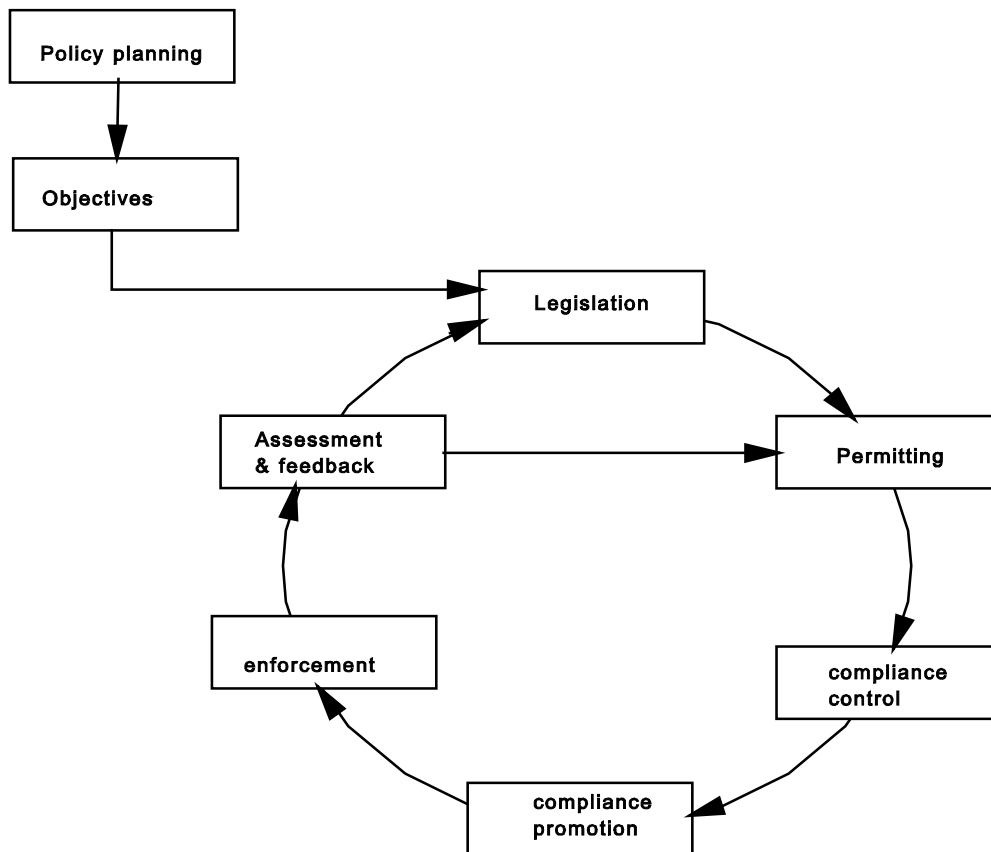 Policy planning
Objectives
Legislation
Assessment
& feedback
Permitting
enforcement
compliance
control
compliance
promotion